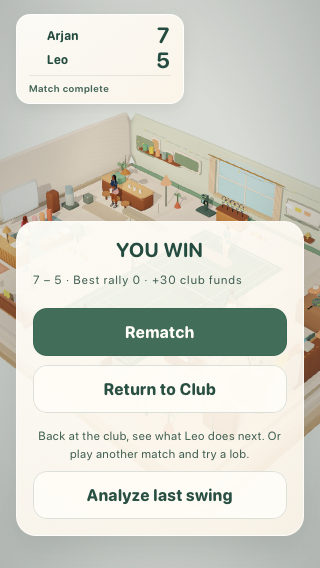 Arjan 7
Leo 5
Match complete
YOU WIN
7 – 5 · Best rally 0 · +30 club funds
Rematch
Return to Club
Back at the club, see what Leo does next. Or
play another match and try a lob.
Analyze last swing